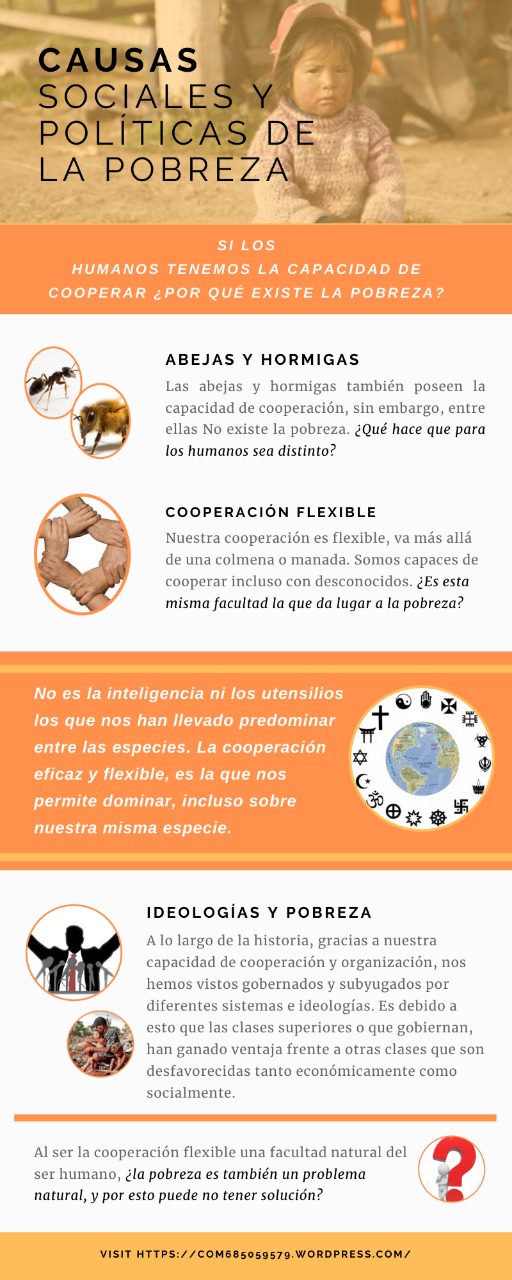 CAUSAS
SOCIALES Y
POLÍTICAS DE
LA POBREZA
SI LOS
HUMANOS TENEMOS LA CAPACIDAD DE
COOPERAR ¿POR QUÉ EXISTE LA POBREZA?
ABEJAS Y HORMIGAS
Las abejas y hormigas también poseen la
capacidad de cooperación, sin embargo, entre
ellas No existe la pobreza. ¿Qué hace que para
los humanos sea distinto?
COOPERACIÓN FLEXIBLE
Nuestra cooperación es flexible, va más allá
de una colmena o manada. Somos capaces de
cooperar incluso con desconocidos. ¿Es esta
misma facultad la que da lugar a la pobreza?
No es la inteligencia ni los utensilios
los que nos han llevado predominar
entre las especies. La cooperación
eficaz y flexible, es la que nos
permite dominar, incluso sobre
nuestra misma especie.
IDEOLOGÍAS Y POBREZA
A lo largo de la historia, gracias a nuestra
capacidad de cooperación y organización, nos
hemos vistos gobernados y subyugados por
diferentes sistemas e ideologías. Es debido a
esto que las clases superiores o que gobiernan,
han ganado ventaja frente a otras clases que son
desfavorecidas tanto económicamente como
socialmente.
Al ser la cooperación flexible una facultad natural del
ser humano, ¿la pobreza es también un problema
natural, y por esto puede no tener solución?
VISIT HTTPS://COM685059579.WORDPRESS.COM/